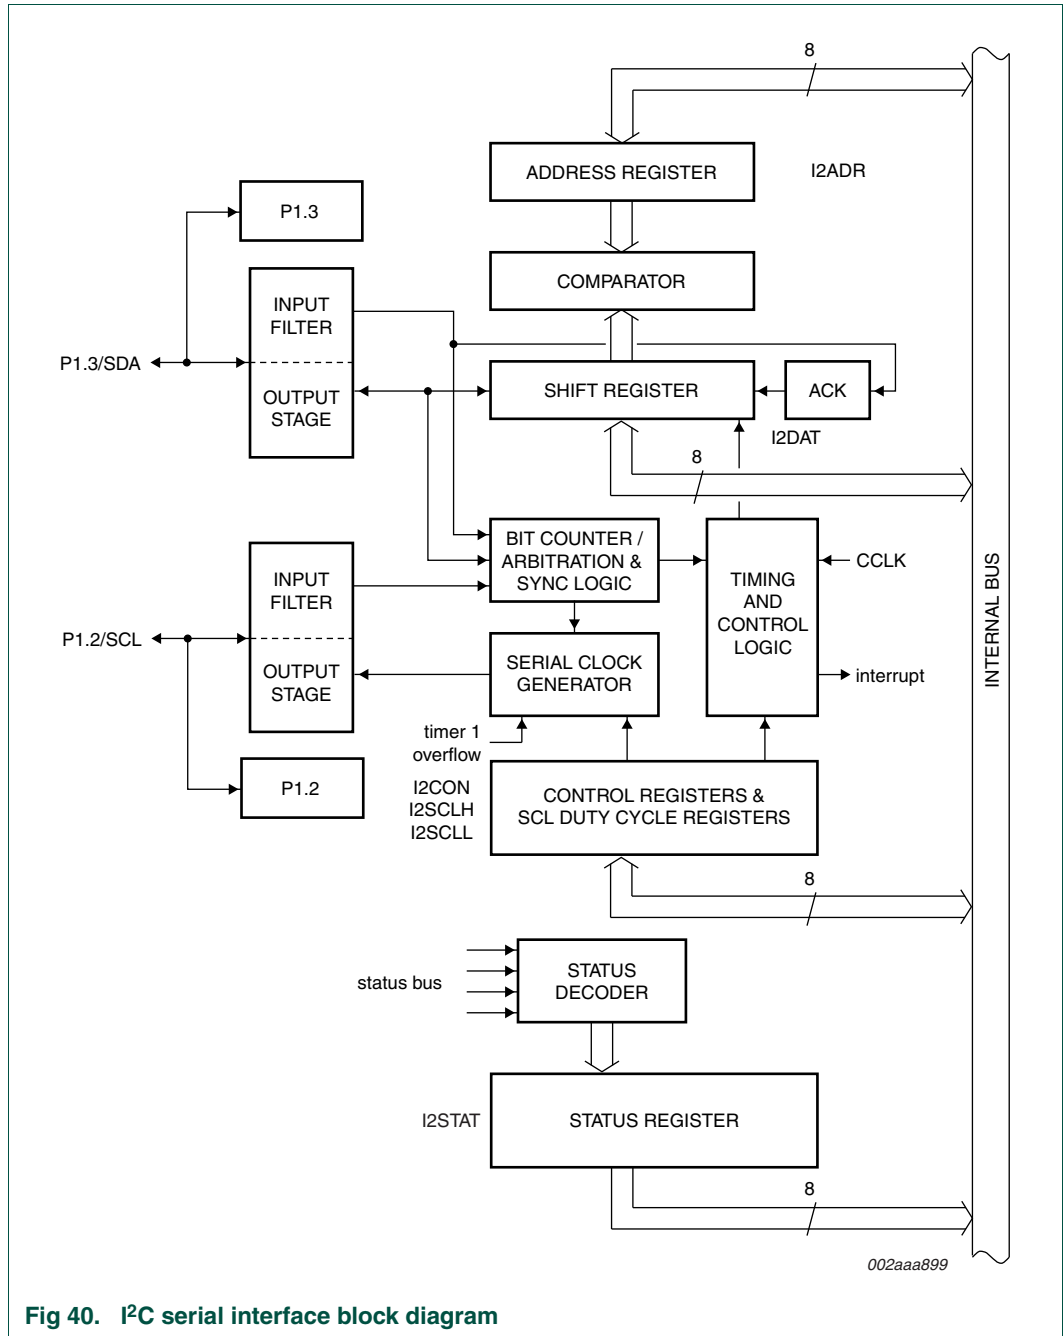 8
ADDRESS REGISTER
I2ADR
P1.3
COMPARATOR
INPUT
FILTER
P1.3/SDA
OUTPUT
STAGE
SHIFT REGISTER
ACK
I2DAT
8
BIT COUNTER /
ARBITRATION &
SYNC LOGIC
INPUT
FILTER
TIMING
AND
CONTROL
LOGIC
CCLK
INTERNAL BUS
P1.2/SCL
OUTPUT
STAGE
SERIAL CLOCK
GENERATOR
interrupt
timer 1
overflow
P1.2
I2CON
I2SCLH
I2SCLL
CONTROL REGISTERS &
SCL DUTY CYCLE REGISTERS
8
status bus
STATUS
DECODER
I2STAT
STATUS REGISTER
8
002aaa899
Fig 40. I²C serial interface block diagram